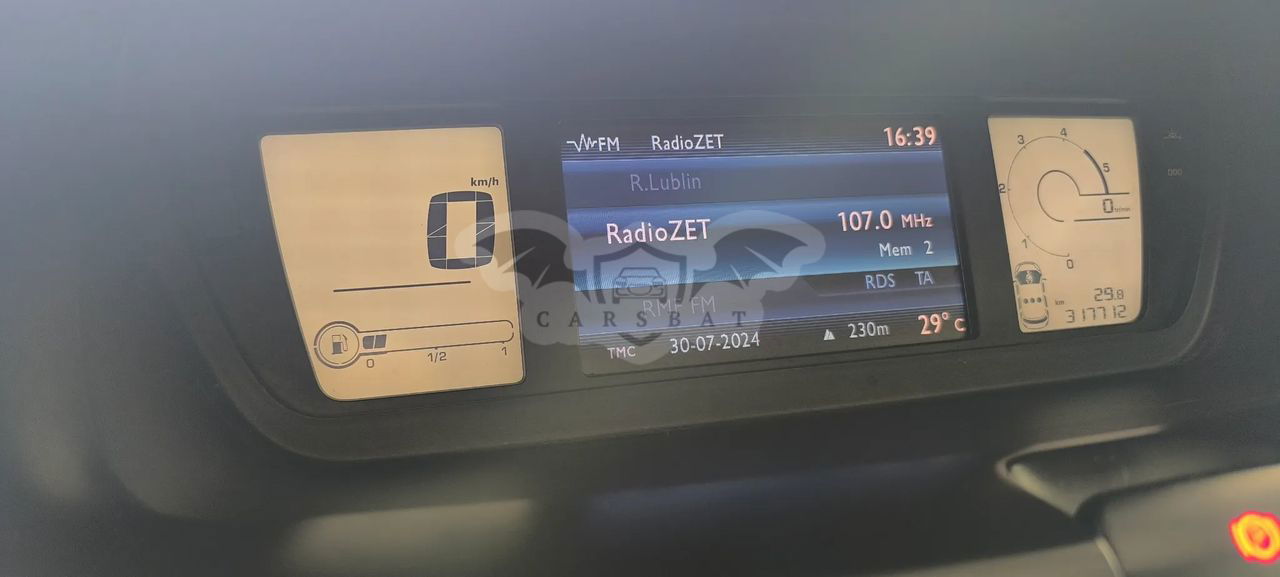 km/h
0
0 1/2 1
FM RadioZET 16:39
R.Lublin
RadioZET 107.0 MHz
Mem 2
RDS TA
RMF FM
CARSBAT
TMC 30-07-2024 230m 29° C
0 1 2 3 4 5
0
29.8
km 317712